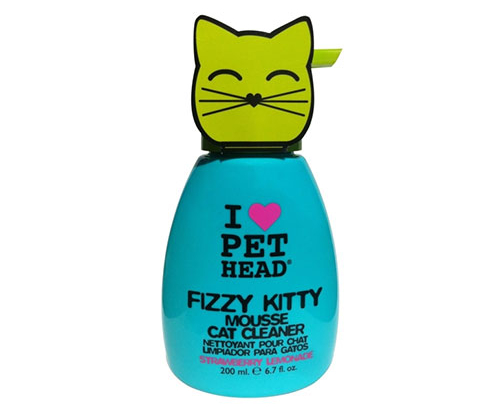 I ♥
PET
HEAD®
FIZZY KITTY
MOUSSE
CAT CLEANER
NETTOYANT POUR CHAT
LIMPIADOR PARA GATOS
STRAWBERRY LEMONADE
200 ml. ℮ 6.7 fl. oz.